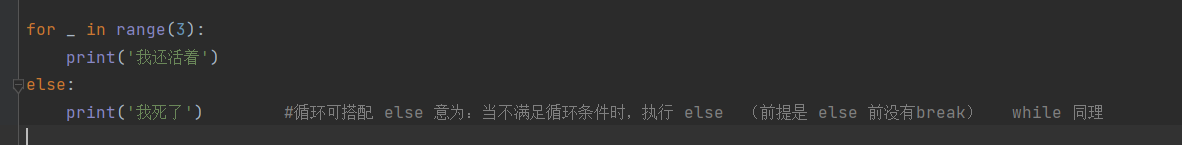 for _ in range(3):
    print('我还活着')
else:
    print('我死了')        #循环可搭配 else 意为：当不满足循环条件时，执行 else  （前提是 else 前没有break）   while 同理